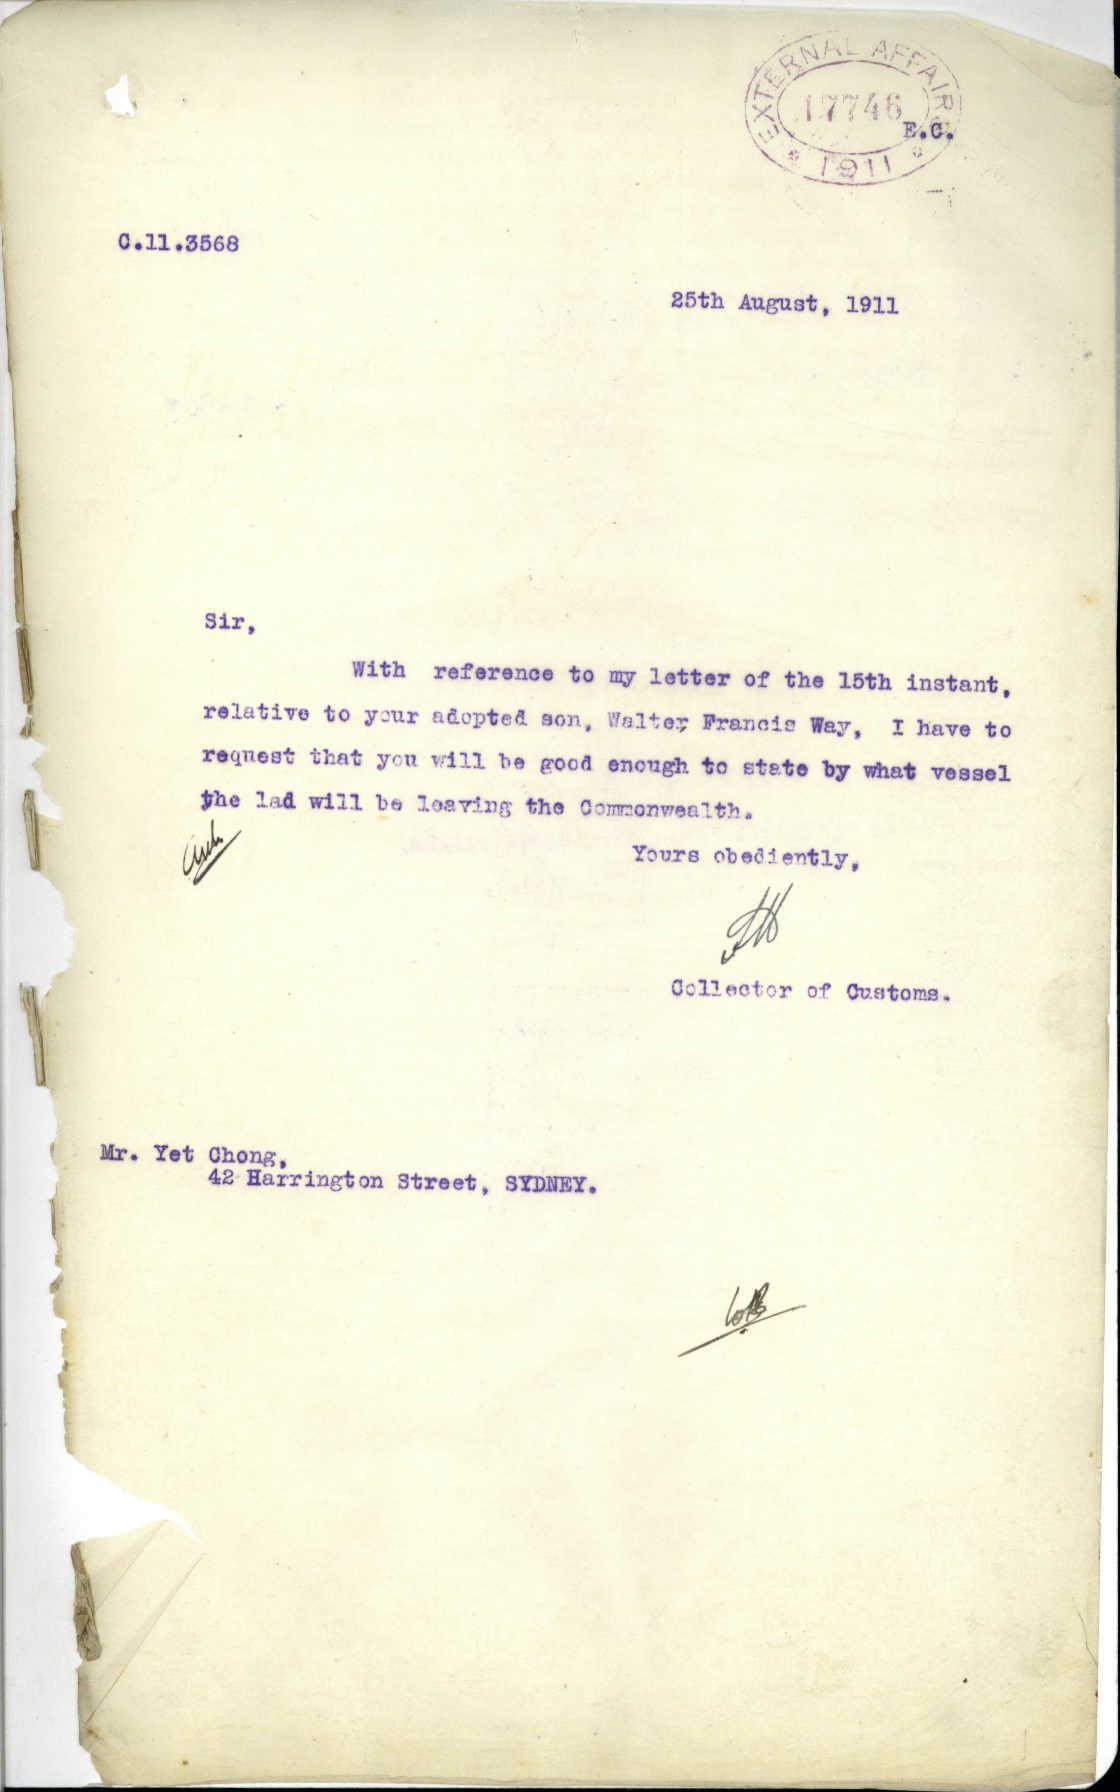 EXTERNAL AFFAIRS
17746
E.C.
1911
C.11.3568
25th August, 1911
Sir,
With reference to my letter of the 15th instant,
relative to your adopted son, Walter Francis Way, I have to
request that you will be good enough to state by what vessel
the lad will be leaving the Commonwealth.
Yours obediently,
Collector of Customs.
Mr. Yet Chong,
42 Harrington Street, SYDNEY.